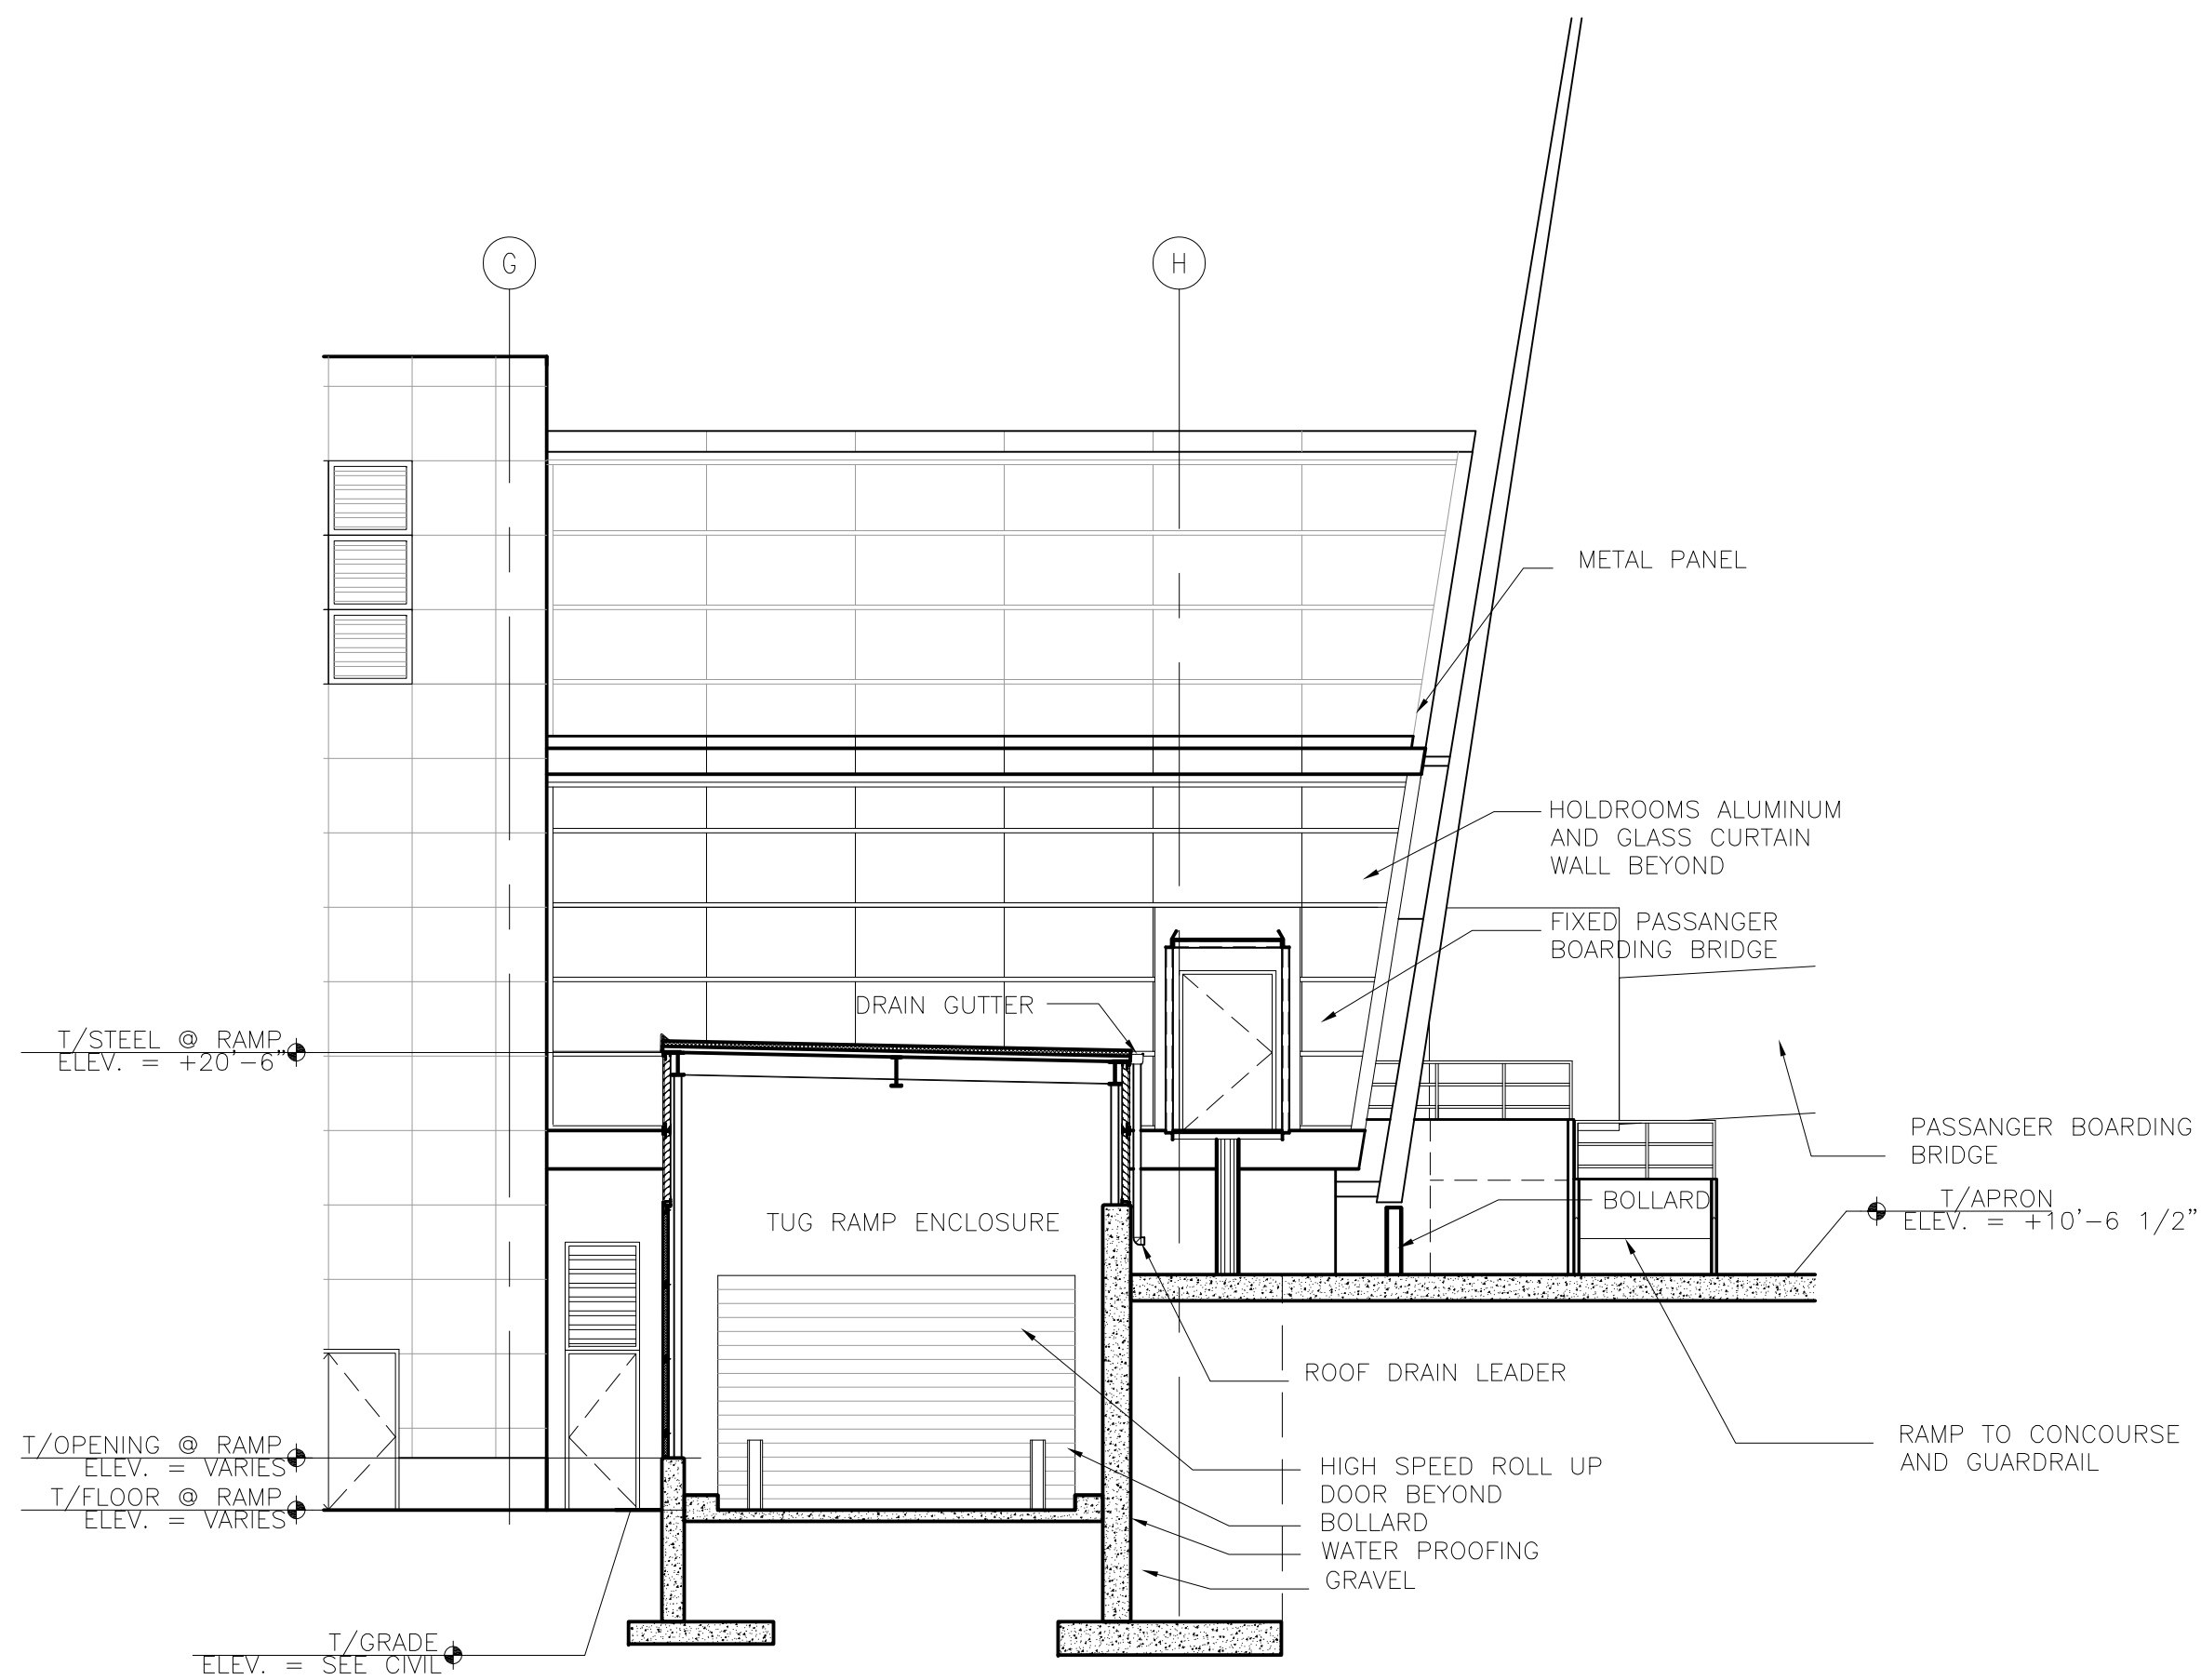 G
H
METAL PANEL
HOLDROOMS ALUMINUM
AND GLASS CURTAIN
WALL BEYOND
FIXED PASSANGER
BOARDING BRIDGE
DRAIN GUTTER
T/STEEL @ RAMP
ELEV. = +20'-6"
PASSANGER BOARDING
BRIDGE
BOLLARD
T/APRON
ELEV. = +10'-6 1/2"
TUG RAMP ENCLOSURE
ROOF DRAIN LEADER
RAMP TO CONCOURSE
AND GUARDRAIL
T/OPENING @ RAMP
ELEV. = VARIES
HIGH SPEED ROLL UP
DOOR BEYOND
T/FLOOR @ RAMP
ELEV. = VARIES
BOLLARD
WATER PROOFING
GRAVEL
T/GRADE
ELEV. = SEE CIVIL